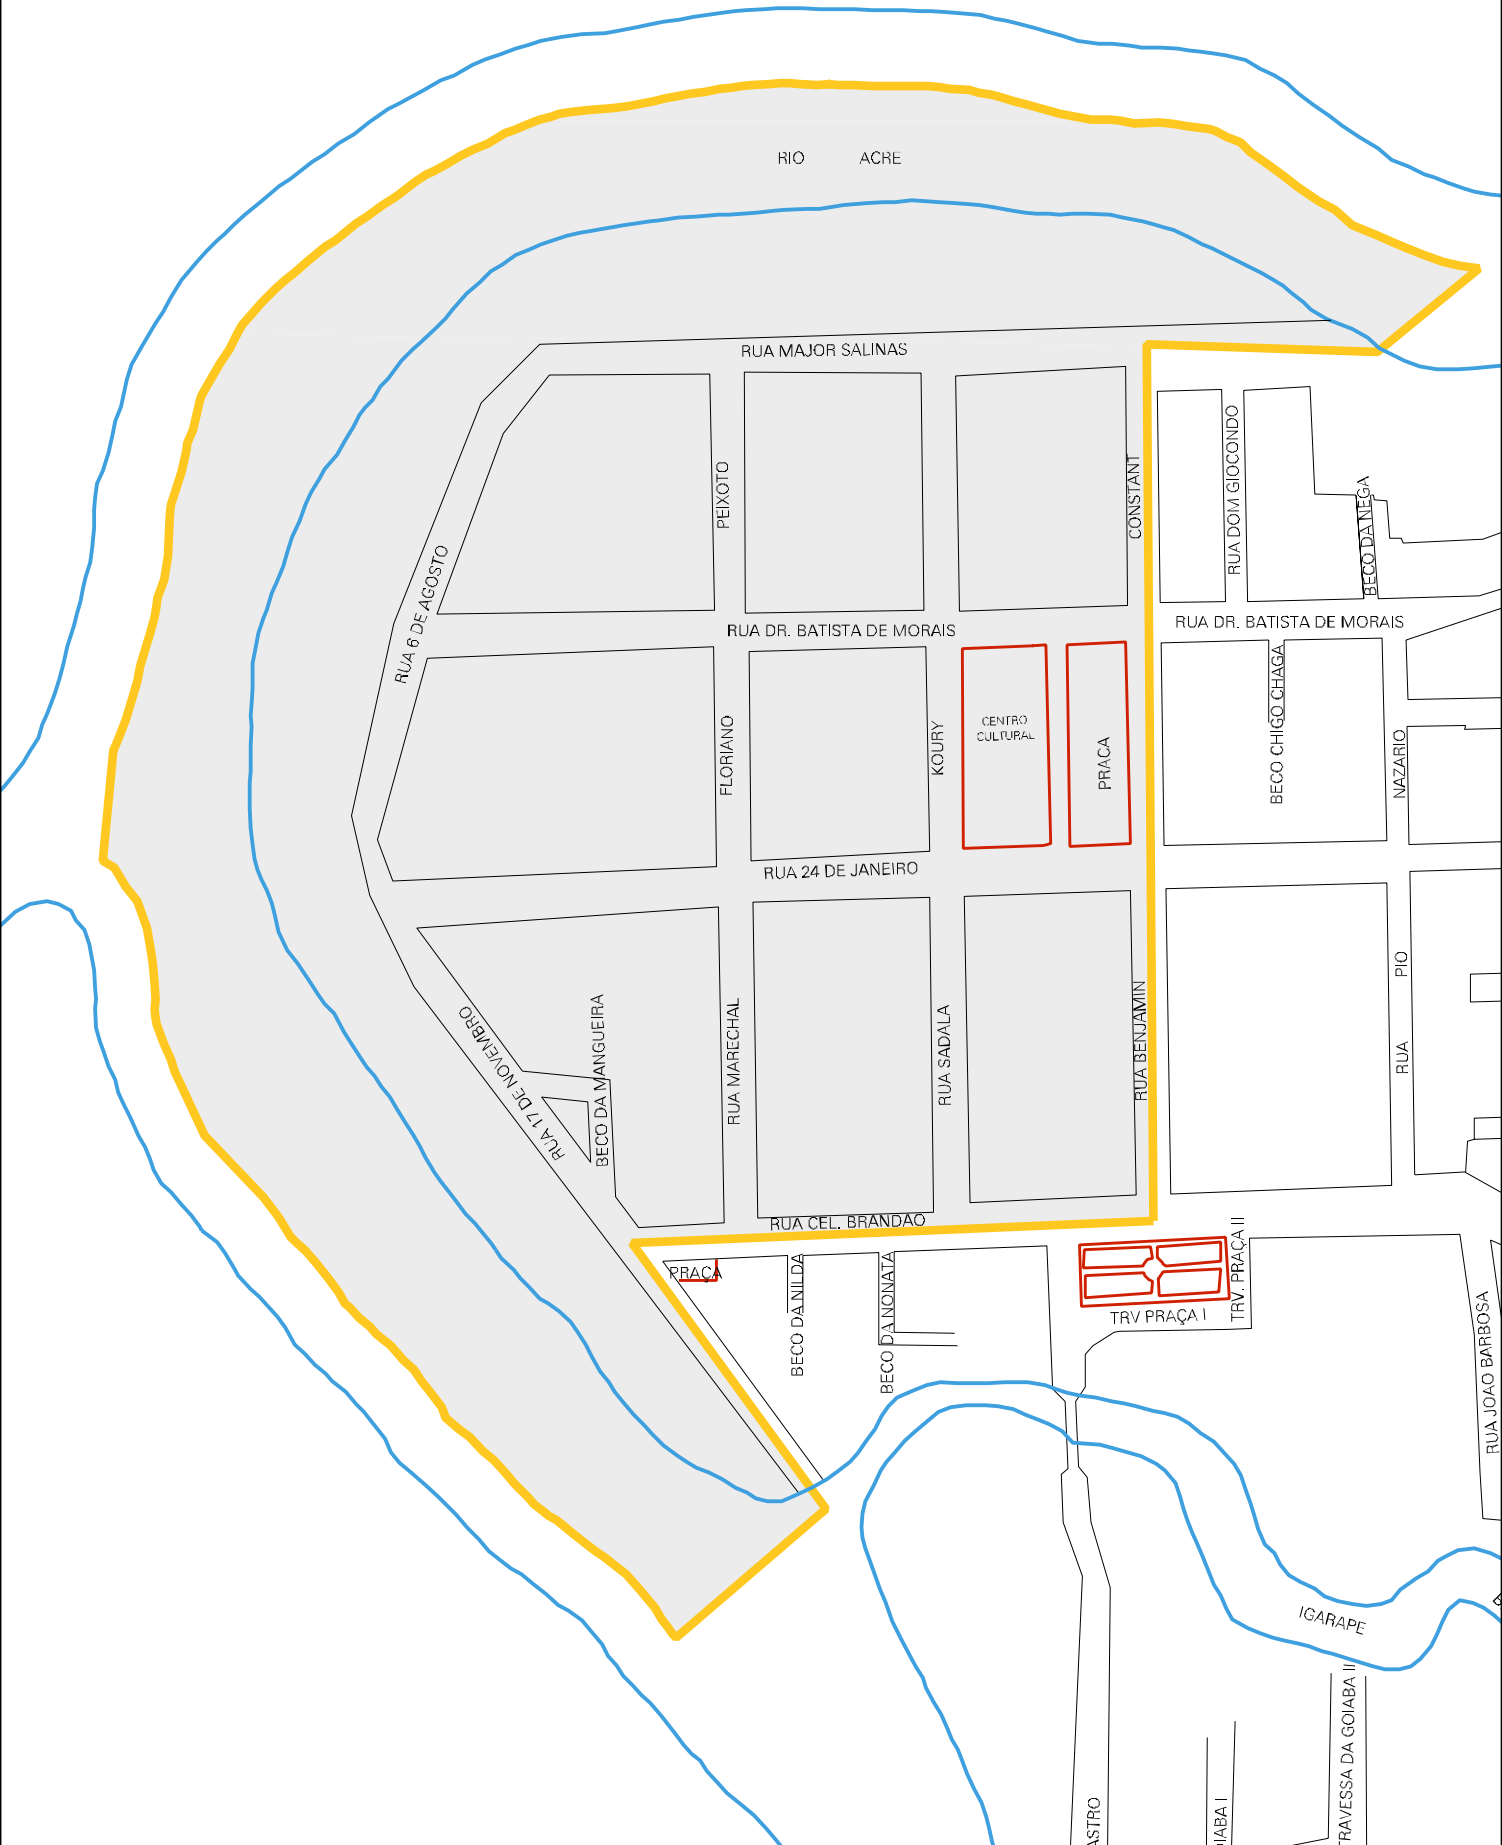 RIO ACRE
RUA MAJOR SALINAS
PEIXOTO
CONSTANT
RUA DOM GIOCONDO
BECO DA NEGA
RUA 6 DE AGOSTO
RUA DR. BATISTA DE MORAIS
RUA DR. BATISTA DE MORAIS
FLORIANO
KOURY
CENTRO
CULTURAL
PRACA
BECO CHIGO CHAGA
NAZARIO
RUA 24 DE JANEIRO
RUA 17 DE NOVEMBRO
BECO DA MANGUEIRA
RUA MARECHAL
RUA SADALA
RUA BENJAMIN
RUA PIO
RUA CEL. BRANDAO
PRAÇA
BECO DA NILDA
BECO DA NONATA
TRV PRAÇA I
TRV. PRAÇA II
RUA JOAO BARBOSA
IGARAPE
ASTRO
IABA I
TRAVESSA DA GOIABA II